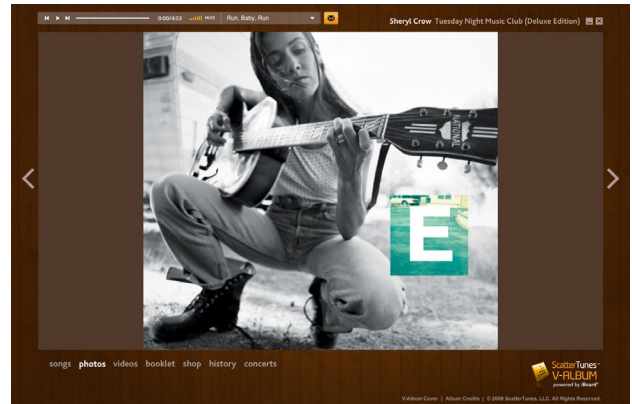 0:00/4:53 MUTE Run, Baby, Run
Sheryl Crow Tuesday Night Music Club (Deluxe Edition)
NATIONAL
E
songs photos videos booklet shop history concerts
ScatterTunes™
V-ALBUM
powered by iBoard®
V-Album Cover | Album Credits | © 2009 ScatterTunes, LLC. All Rights Reserved.